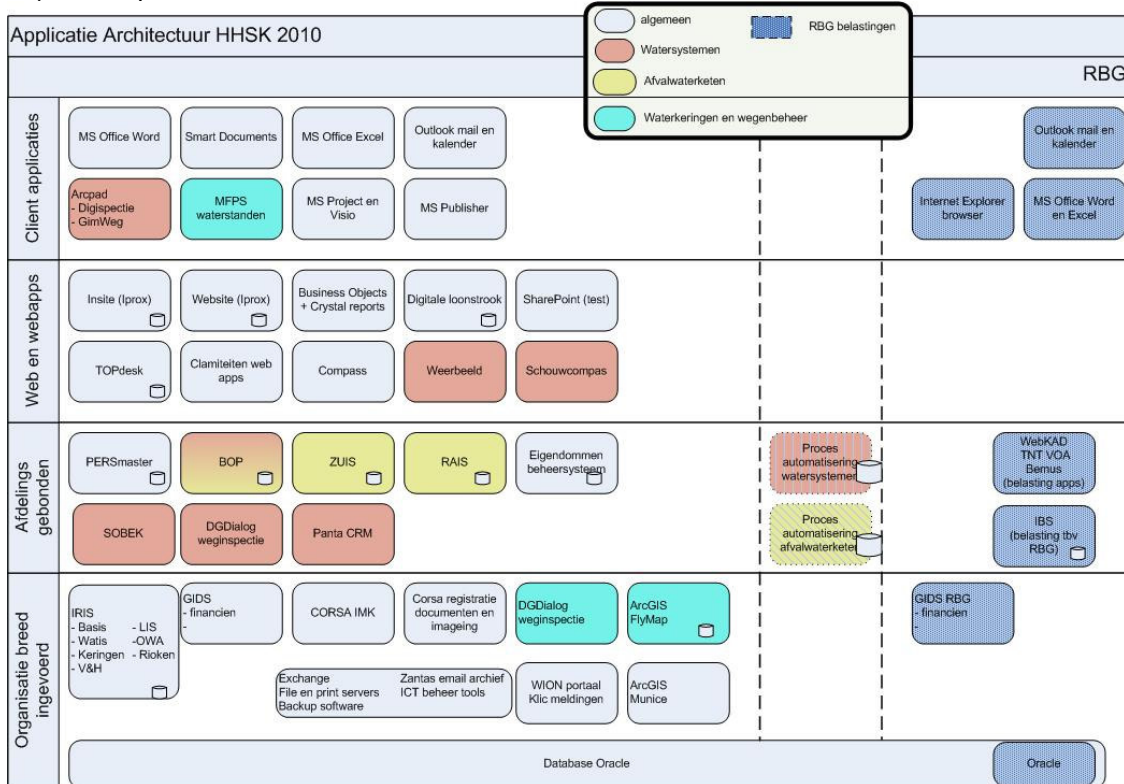 algemeen
RBG belastingen
Watersystemen
Afvalwaterketen
Waterkeringen en wegenbeheer
Applicatie Architectuur HHSK 2010
RBG
Client applicaties
MS Office Word
Smart Documents
MS Office Excel
Outlook mail en
kalender
Outlook mail en
kalender
Arcpad
- Digispectie
- GimWeg
MFPS
waterstanden
MS Project en
Visio
MS Publisher
Internet Explorer
browser
MS Office Word
en Excel
Web en webapps
Insite (Iprox)
Website (Iprox)
Business Objects
+ Crystal reports
Digitale loonstrook
SharePoint (test)
TOPdesk
Clamiteiten web
apps
Compass
Weerbeeld
Schouwcompas
Afdelings
gebonden
PERSmaster
BOP
ZUIS
RAIS
Eigendommen
beheersysteem
Proces
automatisering
watersystemen
WebKAD
TNT VOA
Bemus
(belasting apps)
SOBEK
DGDialog
weginspectie
Panta CRM
Proces
automatisering
afvalwaterketen
IBS
(belasting tbv
RBG)
Organisatie breed
ingevoerd
IRIS
- Basis - LIS
- Watis -OWA
- Keringen - Rioken
- V&H
GIDS
- financien
-
CORSA IMK
Corsa registratie
documenten en
imageing
DGDialog
weginspectie
ArcGIS
FlyMap
GIDS RBG
- financien
-
Exchange Zantas email archief
File en print servers ICT beheer tools
Backup software
WION portaal
Klic meldingen
ArcGIS
Munice
Database Oracle
Oracle